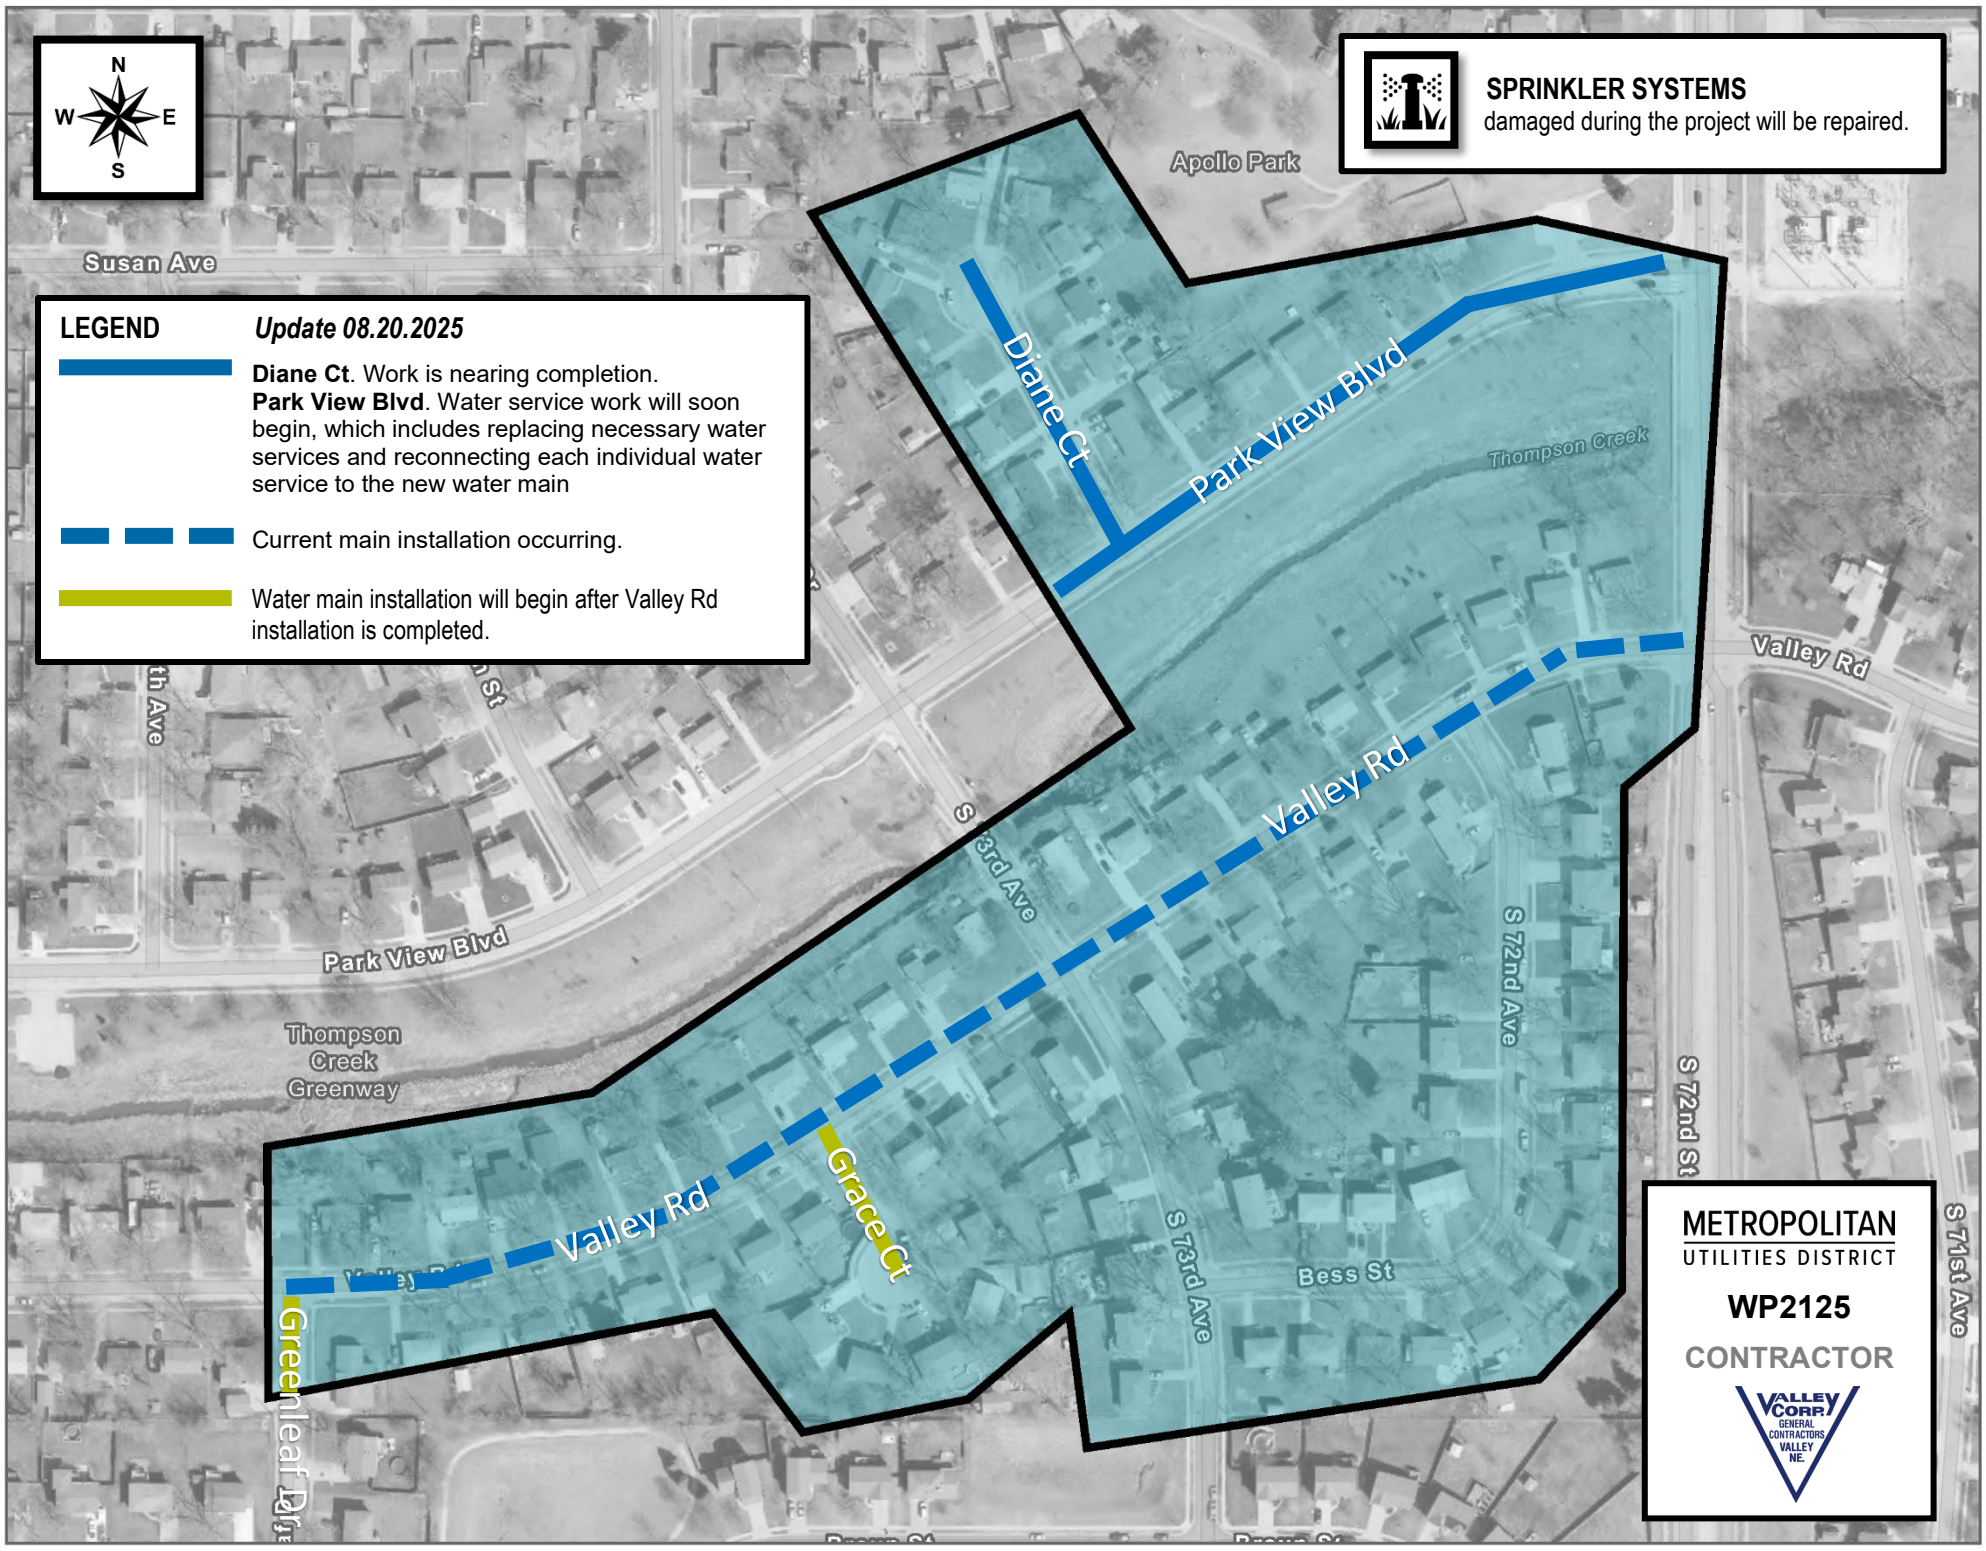 N
W
E
S
SPRINKLER SYSTEMS
damaged during the project will be repaired.
Apollo Park
Susan Ave
LEGEND
Update 08.20.2025
Diane Ct. Work is nearing completion.
Park View Blvd. Water service work will soon
begin, which includes replacing necessary water
services and reconnecting each individual water
service to the new water main
Current main installation occurring.
Water main installation will begin after Valley Rd
installation is completed.
Diane Ct
Park View Blvd
Thompson Creek
Valley Rd
th Ave
St
Valley Rd
S 73rd Ave
S 72nd Ave
Park View Blvd
Thompson
Creek
Greenway
S 72nd St
Grace Ct
Valley Rd
Valley Rd
S 73rd Ave
Bess St
S 71st Ave
Greenleaf Dr
METROPOLITAN
UTILITIES DISTRICT
WP2125
CONTRACTOR
VALLEY
CORP.
GENERAL
CONTRACTORS
VALLEY
NE.